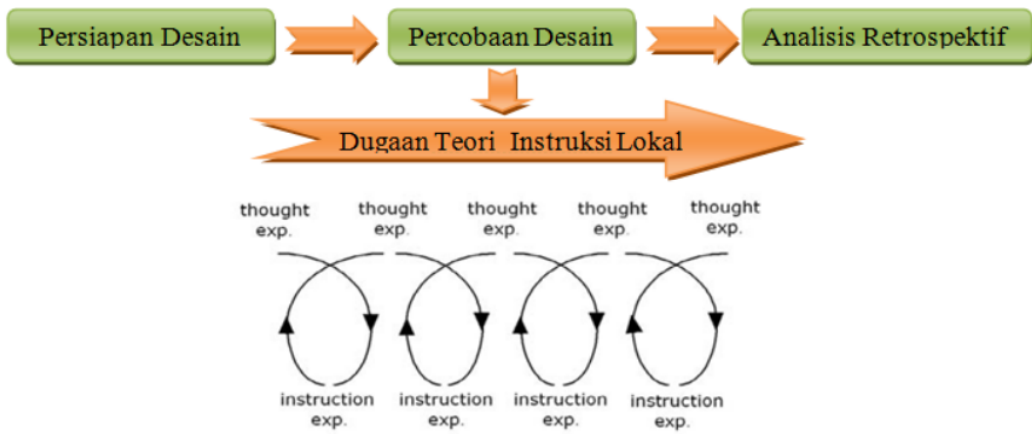 Persiapan Desain
Percobaan Desain
Analisis Retrospektif
Dugaan Teori Instruksi Lokal
thought
exp.
thought
exp.
thought
exp.
thought
exp.
thought
exp.
instruction
exp.
instruction
exp.
instruction
exp.
instruction
exp.